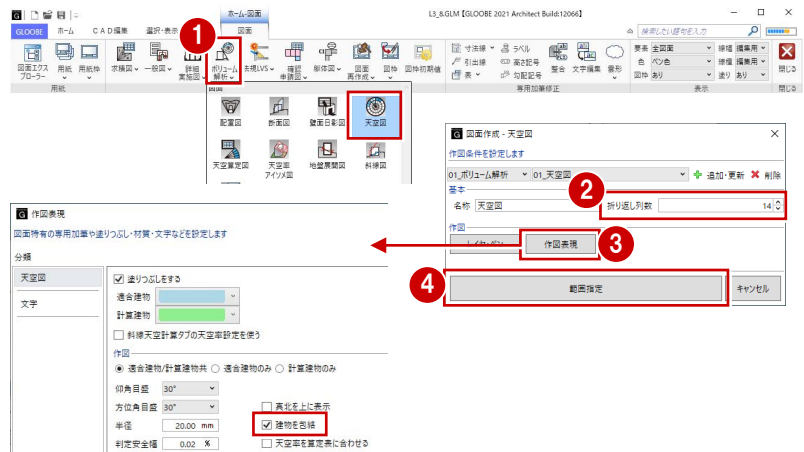 ホーム-図面
L3_8.GLM【GLOOBE 2021 Architect Build:12066】
GLOOBE ホーム CAD編集 選択-表示 図面
検索したい語句を入力
図面エクスプローラー 用紙 用紙枠 求積図 一般図 詳細実施図 ボリューム解析 法規LVS 確認申請図 躯体図 図面再作成 図枠 図枠初期値
寸法線 ラベル
引出線 高さ記号
表 勾配記号
整合 文字編集 雲形
要素 全図面 線種 編集用
色 ペン色 線種 編集用
図枠 あり 塗り あり
閉じる
用紙 図面 専用加筆修正 表示 閉じる
1
配置図 断面図 壁面日影図 天空図
天空算定図 天空率アイソメ図 地盤展開図 斜線図
図面作成 - 天空図
作図条件を設定します
01_ボリューム解析 01_天空図 追加・更新 削除
基本
2
名称 天空図 折り返し列数 14
作図
レイヤ・ペン 作図表現 3
4 範囲指定 キャンセル
作図表現
図面特有の専用加筆や塗りつぶし・材質・文字などを設定します
分類
天空図
文字
塗りつぶしをする
適合建物
計算建物
斜線天空計算タブの天空率設定を使う
作図
適合建物/計算建物共 適合建物のみ 計算建物のみ
仰角目盛 30°
方位角目盛 30° 真北を上に表示
半径 20.00 mm 建物を包絡
判定安全幅 0.02 % 天空率を算定表に合わせる